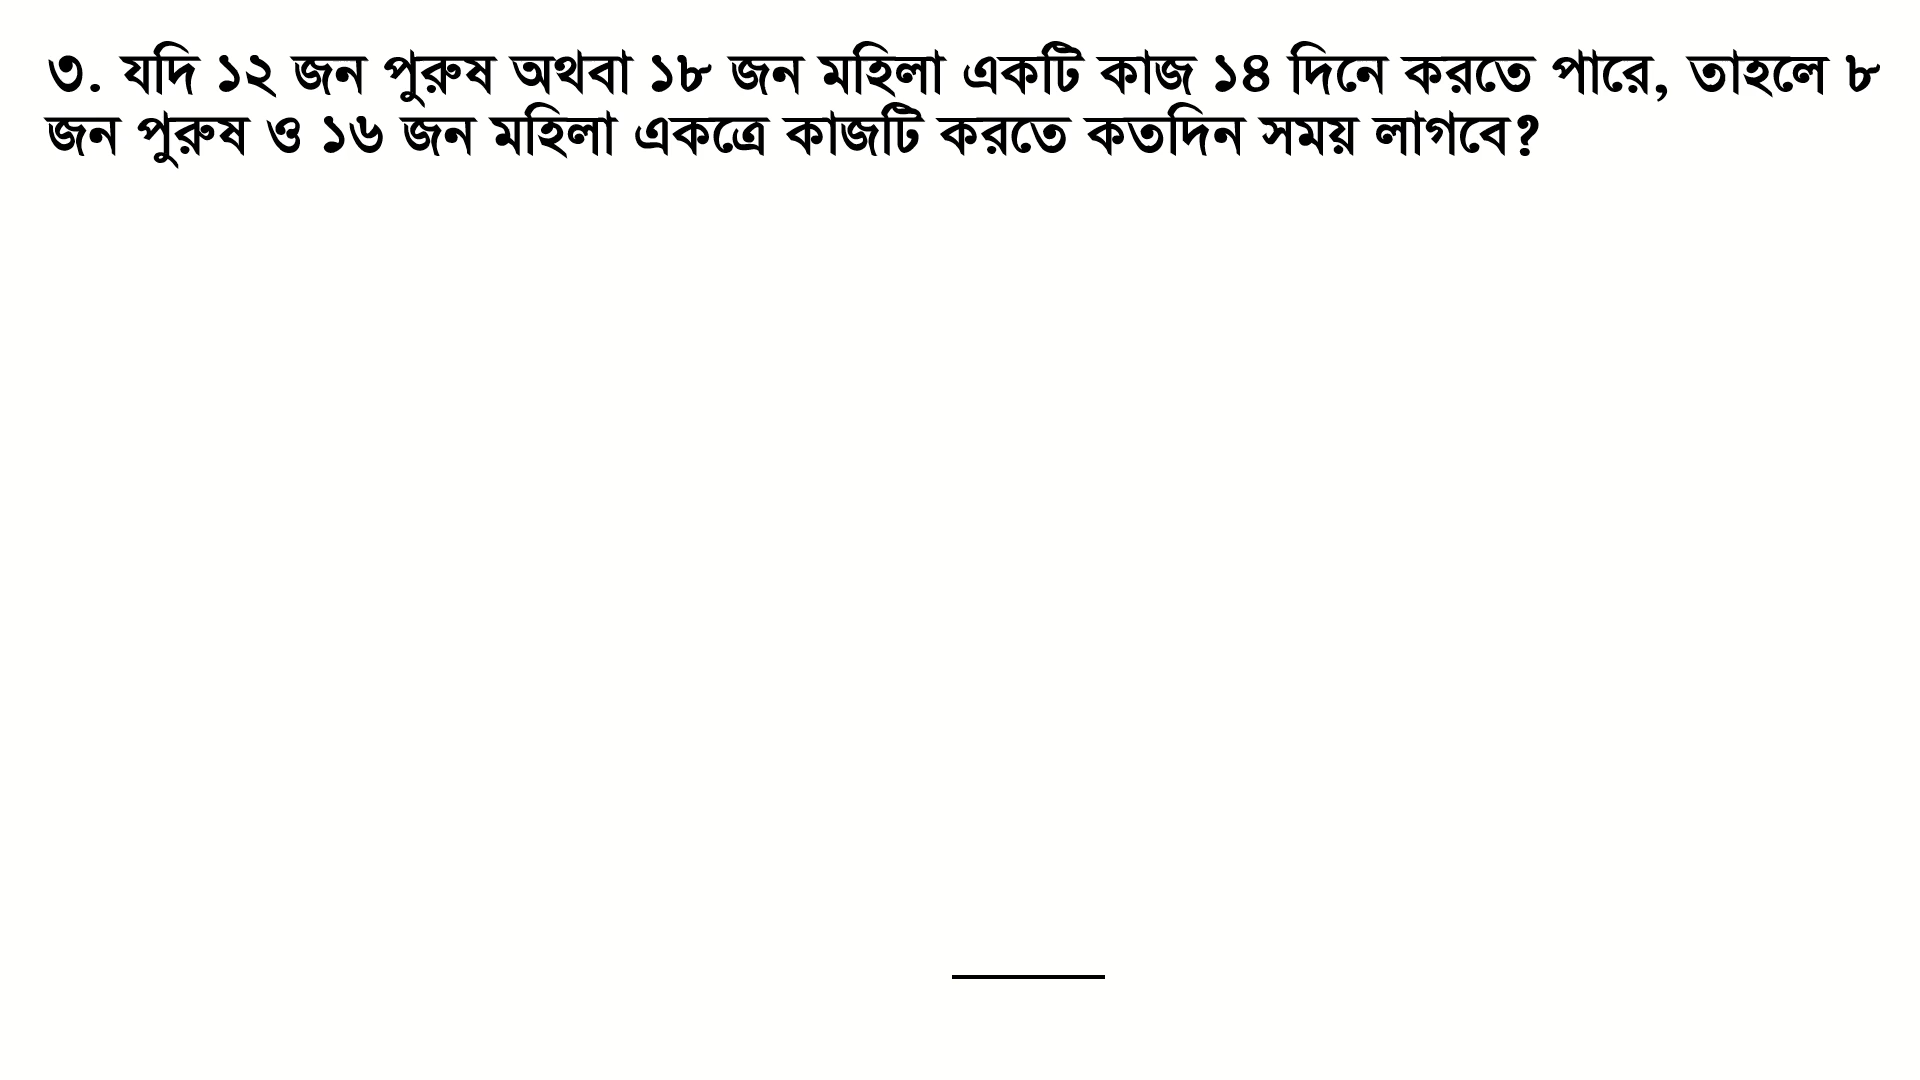 ৩. যদি ১২ জন পুরুষ অথবা ১৮ জন মহিলা একটি কাজ ১৪ দিনে করতে পারে, তাহলে ৮
জন পুরুষ ও ১৬ জন মহিলা একত্রে কাজটি করতে কতদিন সময় লাগবে?